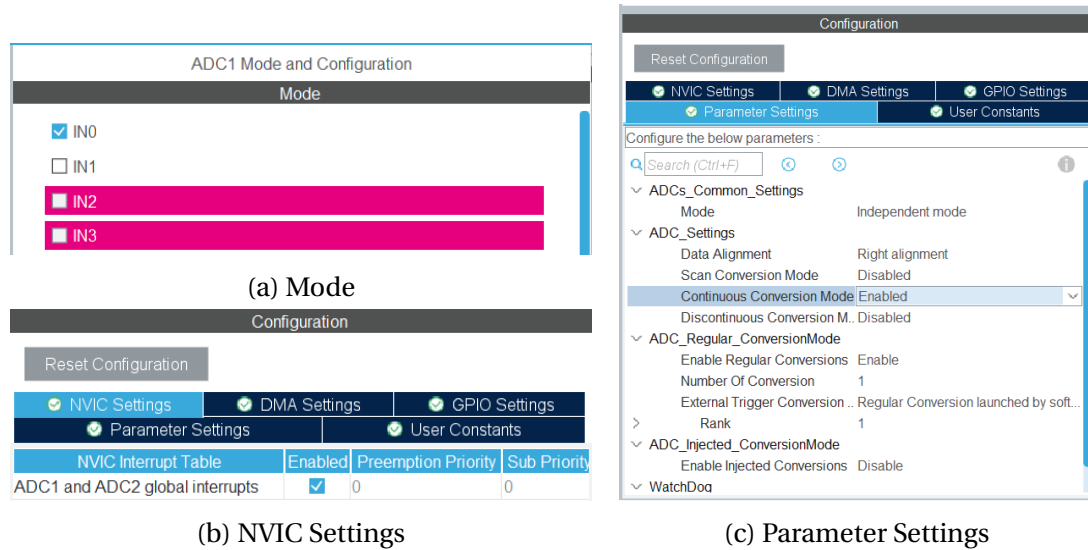 ADC1 Mode and Configuration
Mode
IN0
IN1
IN2
IN3
(a) Mode
Configuration
Reset Configuration
NVIC Settings DMA Settings GPIO Settings
Parameter Settings User Constants
NVIC Interrupt Table Enabled Preemption Priority Sub Priority
ADC1 and ADC2 global interrupts 0 0
(b) NVIC Settings
Configuration
Reset Configuration
NVIC Settings DMA Settings GPIO Settings
Parameter Settings User Constants
Configure the below parameters :
Search (Ctrl+F)
ADCs_Common_Settings
Mode Independent mode
ADC_Settings
Data Alignment Right alignment
Scan Conversion Mode Disabled
Continuous Conversion Mode Enabled
Discontinuous Conversion M.. Disabled
ADC_Regular_ConversionMode
Enable Regular Conversions Enable
Number Of Conversion 1
External Trigger Conversion .. Regular Conversion launched by soft...
Rank 1
ADC_Injected_ConversionMode
Enable Injected Conversions Disable
WatchDog
(c) Parameter Settings